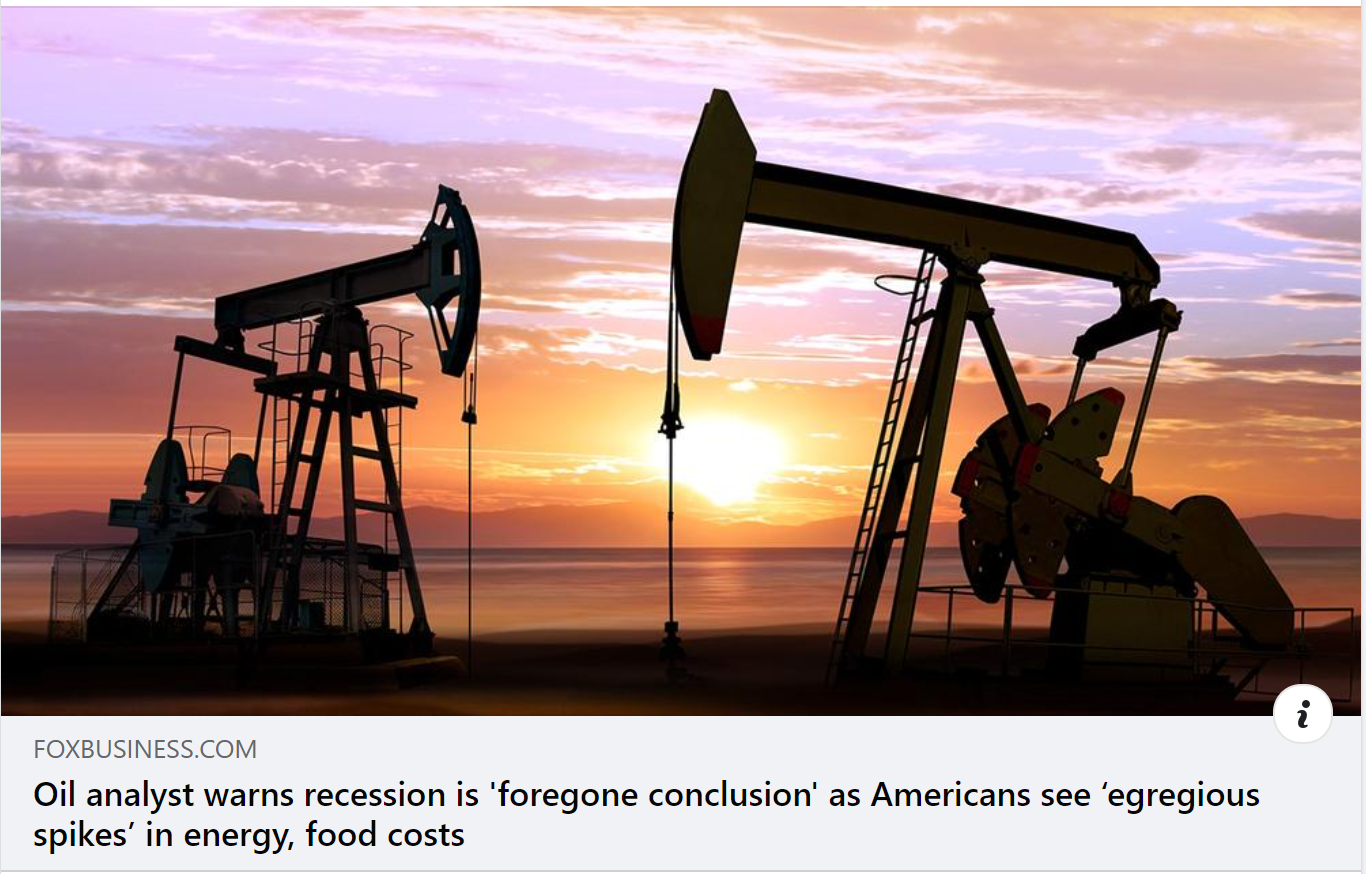 FOXBUSINESS.COM
Oil analyst warns recession is 'foregone conclusion' as Americans see ‘egregious
spikes’ in energy, food costs